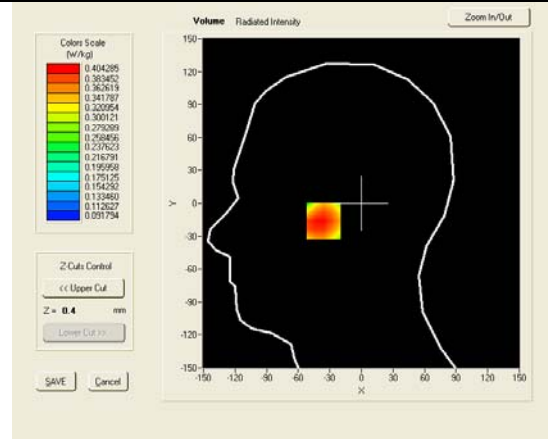 Volume Radiated Intensity
Zoom In/Out
Colors Scale
(W/kg)
0.404285
0.383452
0.362619
0.341787
0.320954
0.300121
0.279289
0.258456
0.237623
0.216791
0.195958
0.175125
0.154292
0.133460
0.112627
0.091794
Z-Cuts Control
<< Upper Cut
Z = 0.4 mm
Lower Cut >>
SAVE Cancel
150
120
90
60
30
0
-30
-60
-90
-120
-150
Y
-150 -120 -90 -60 -30 0 30 60 90 120 150
X